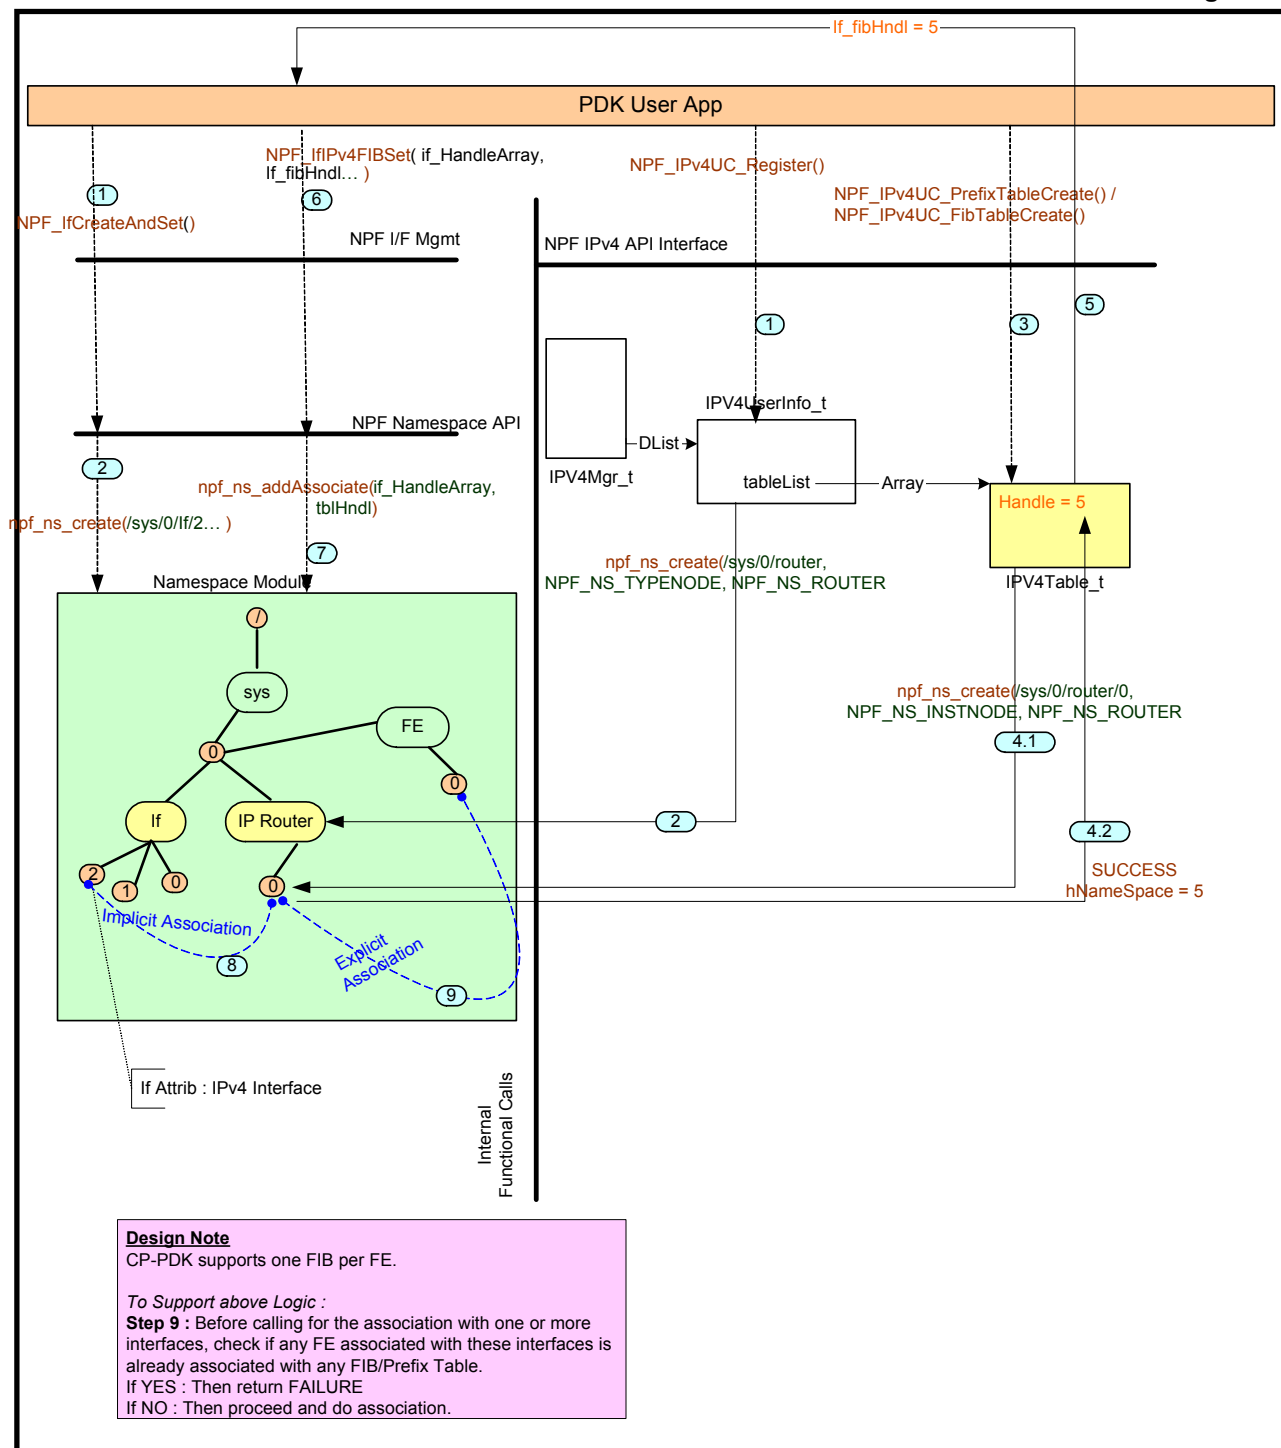 If_fibHndl = 5
PDK User App
NPF_IfIPv4FIBSet( if_HandleArray,
If_fibHndl… )
NPF_IPv4UC_Register()
NPF_IPv4UC_PrefixTableCreate() /
NPF_IPv4UC_FibTableCreate()
1
6
NPF_IfCreateAndSet()
NPF I/F Mgmt
NPF IPv4 API Interface
5
1
3
IPV4UserInfo_t
NPF Namespace API
DList
IPV4Mgr_t
tableList
Array
Handle = 5
IPV4Table_t
2
npf_ns_addAssociate(if_HandleArray,
tblHndl)
npf_ns_create(/sys/0/If/2… )
7
Namespace Module
npf_ns_create(/sys/0/router,
NPF_NS_TYPENODE, NPF_NS_ROUTER
/
sys
FE
0
0
If
IP Router
2
1
0
0
npf_ns_create(/sys/0/router/0,
NPF_NS_INSTNODE, NPF_NS_ROUTER
4.1
2
4.2
SUCCESS
hNameSpace = 5
Implicit Association
8
Explicit
Association
9
If Attrib : IPv4 Interface
Internal
Functional Calls
Design Note
CP-PDK supports one FIB per FE.
To Support above Logic :
Step 9 : Before calling for the association with one or more
interfaces, check if any FE associated with these interfaces is
already associated with any FIB/Prefix Table.
If YES : Then return FAILURE
If NO : Then proceed and do association.